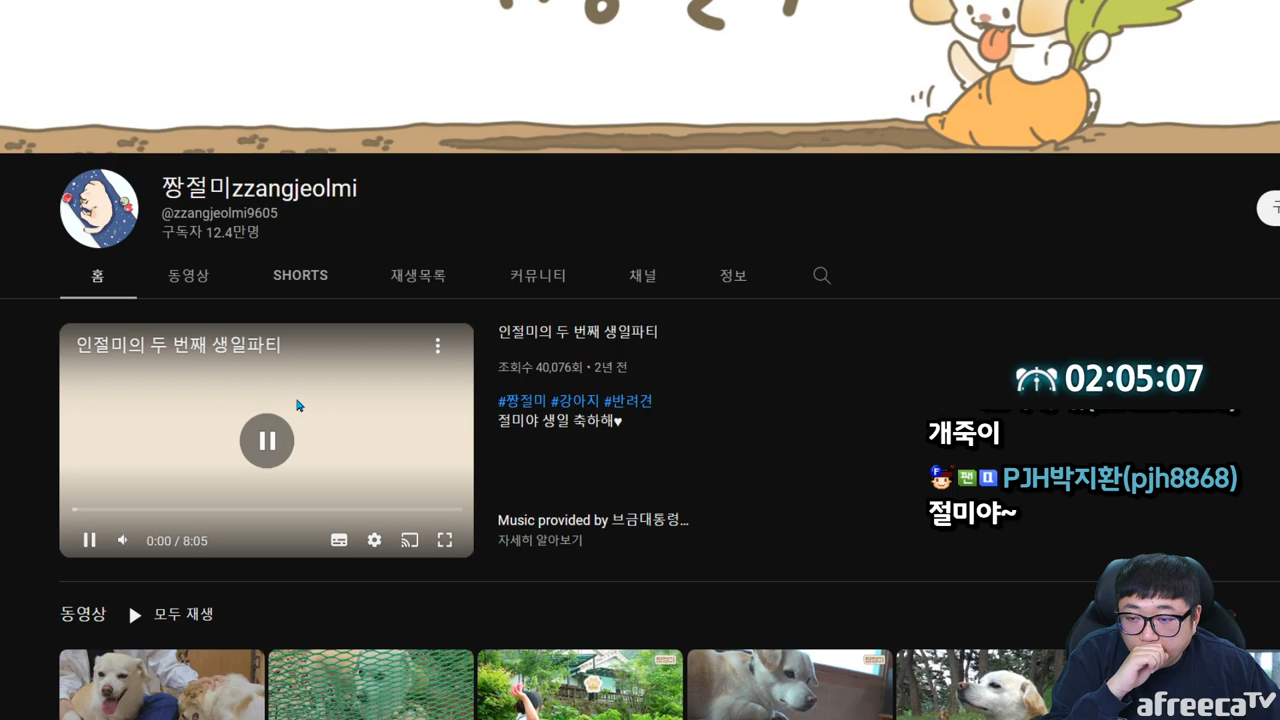 짱절미zzangjeolmi
@zzangjeolmi9605
구독자 12.4만명
홈
동영상
SHORTS
재생목록
커뮤니티
채널
정보
인절미의 두 번째 생일파티
0:00 / 8:05
인절미의 두 번째 생일파티
조회수 40,076회 • 2년 전
#짱절미 #강아지 #반려견
절미야 생일 축하해♥
Music provided by 브금대통령...
자세히 알아보기
02:05:07
개죽이
F 팬 PJH박지환(pjh8868)
절미야~
동영상 모두 재생
afreecaTV